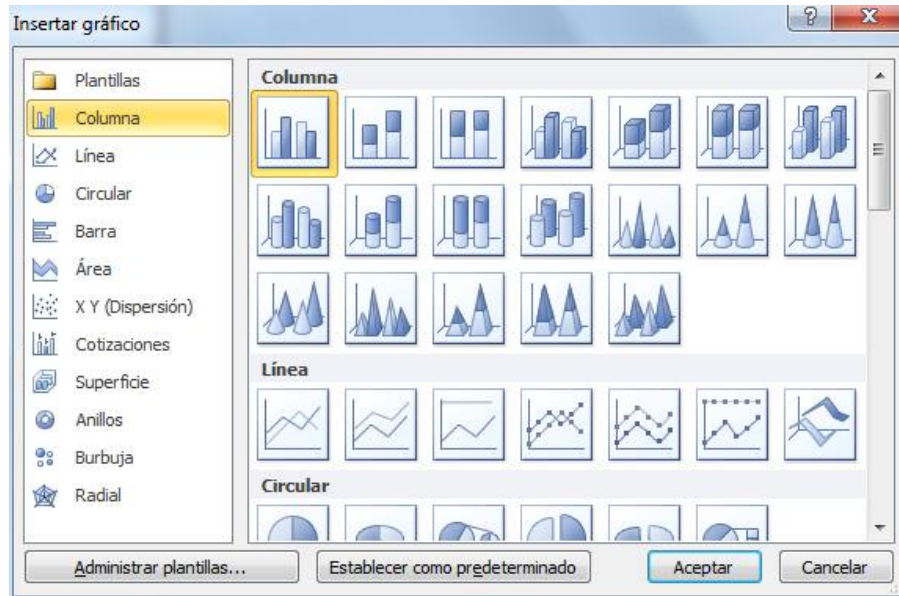 Insertar gráfico
Plantillas
Columna
Línea
Circular
Barra
Área
X Y (Dispersión)
Cotizaciones
Superficie
Anillos
Burbuja
Radial
Columna
Línea
Circular
Administrar plantillas...
Establecer como predeterminado
Aceptar
Cancelar